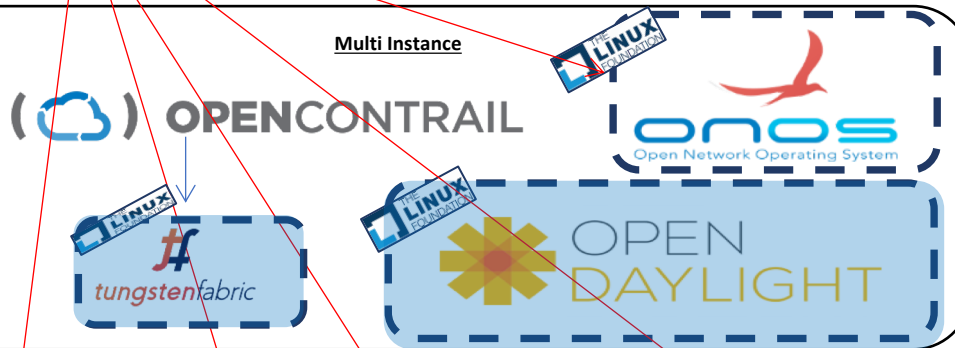 Multi Instance
THE
LINUX
FOUNDATION
OPENCONTRAIL
onos
Open Network Operating System
THE
LINUX
FOUNDATION
tf
tungstenfabric
THE
LINUX
FOUNDATION
OPEN
DAYLIGHT